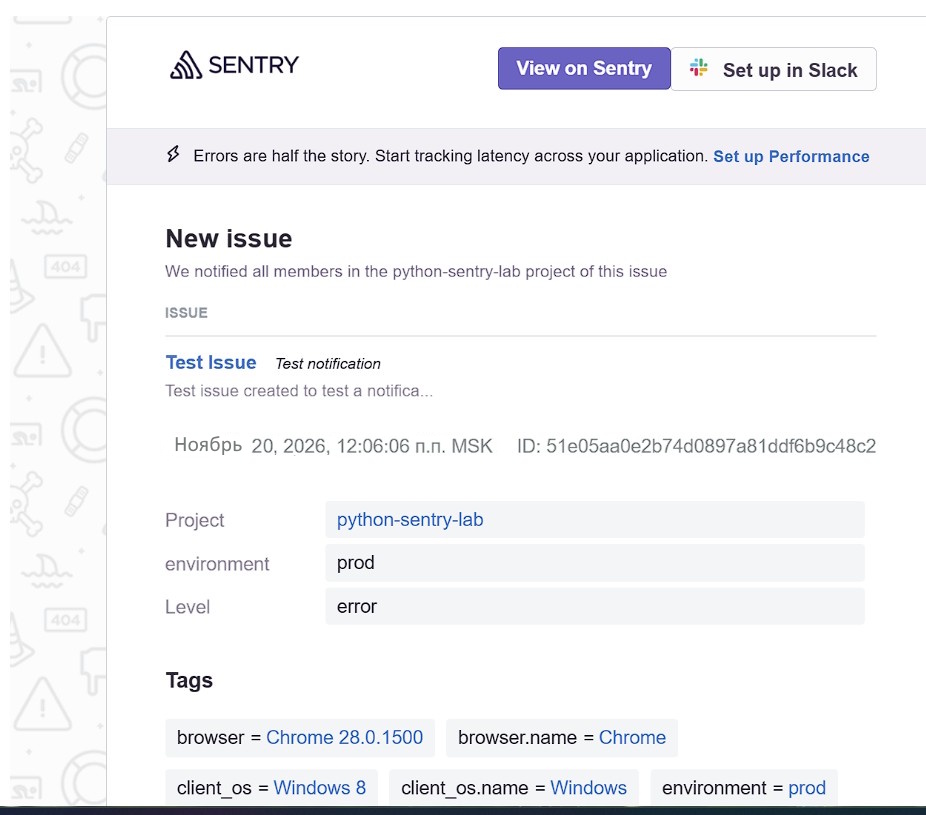 SENTRY
View on Sentry
Set up in Slack
Errors are half the story. Start tracking latency across your application. Set up Performance
New issue
We notified all members in the python-sentry-lab project of this issue
ISSUE
Test Issue Test notification
Test issue created to test a notifica...
Ноябрь 20, 2026, 12:06:06 п.п. MSK ID: 51e05aa0e2b74d0897a81ddf6b9c48c2
Project python-sentry-lab
environment prod
Level error
Tags
browser = Chrome 28.0.1500 browser.name = Chrome
client_os = Windows 8 client_os.name = Windows environment = prod
404
404